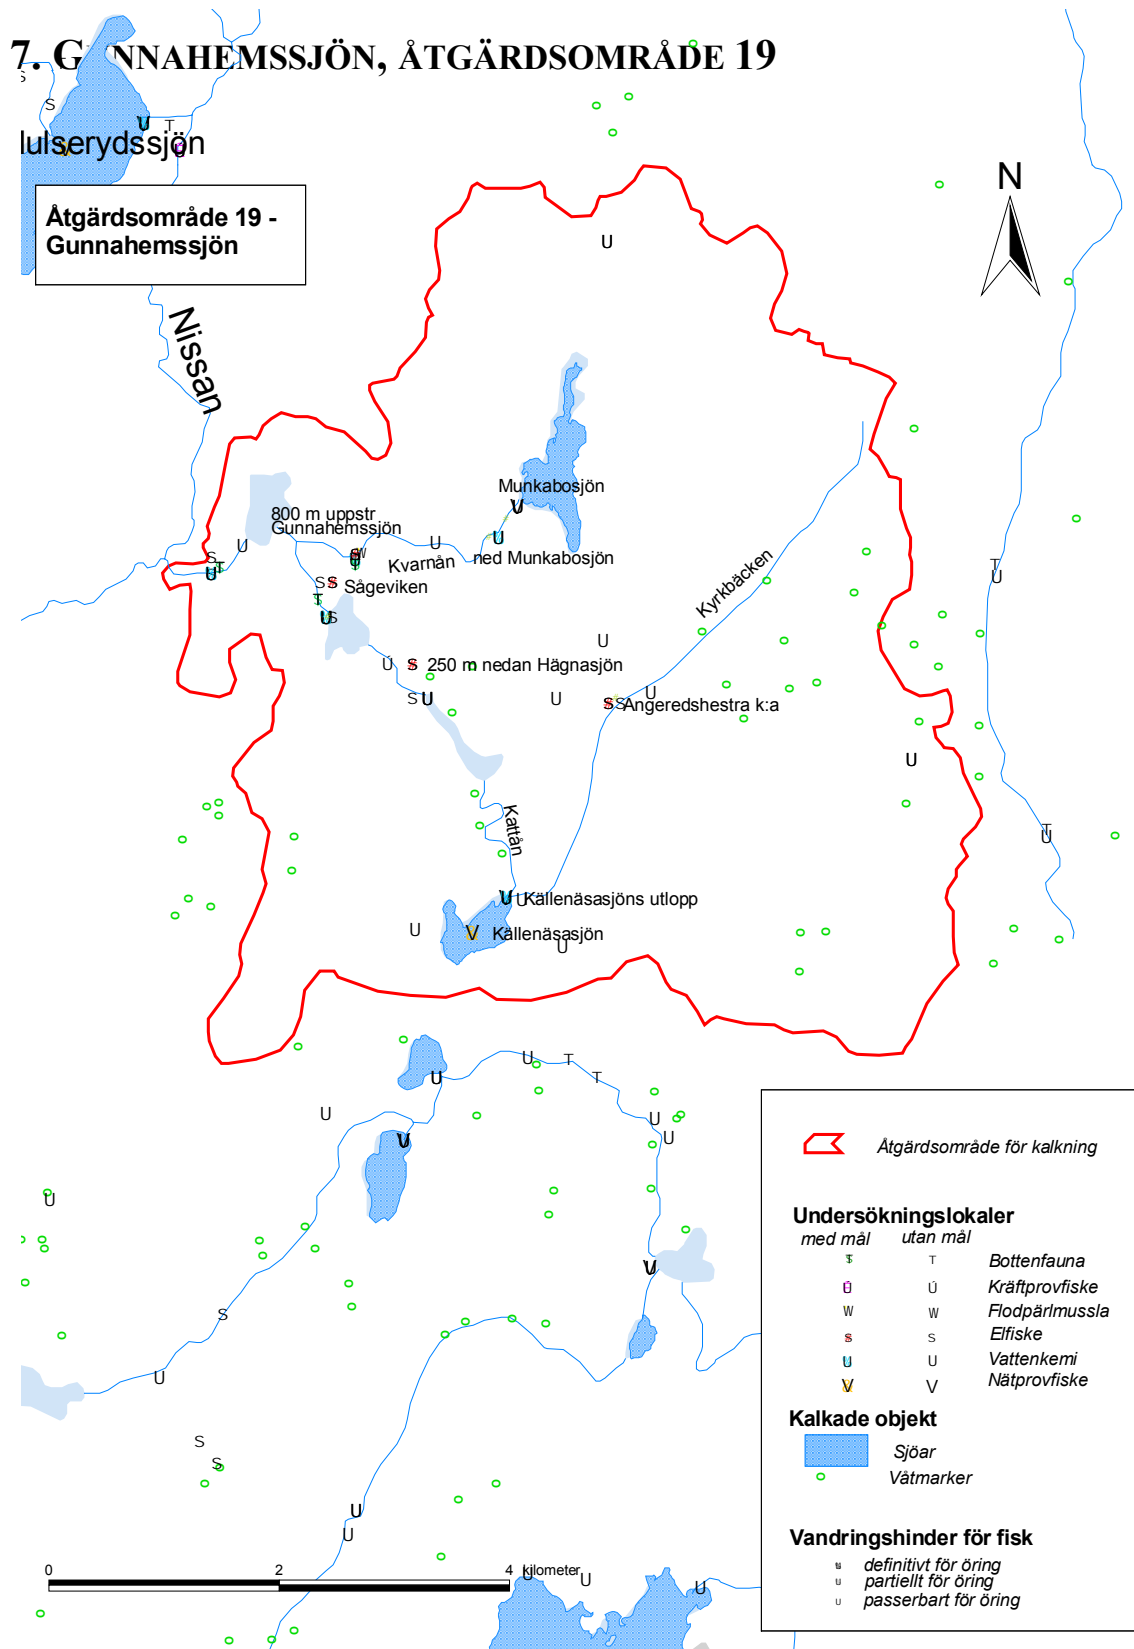 7. GUNNAHEMSSJÖN, ÅTGÄRDSOMRÅDE 19
lulserydssjön
Åtgärdsområde 19 -
Gunnahemssjön
N
Nissan
Munkabosjön
800 m uppstr
Gunnahemssjön
Kvarnån
ned Munkabosjön
Sågeviken
Kyrkbäcken
250 m nedan Hägnasjön
Angeredshestra k:a
Kattån
Källenäsasjöns utlopp
Källenäsasjön
Åtgärdsområde för kalkning
Undersökningslokaler
med mål utan mål
T Bottenfauna
Ú Kräftprovfiske
W W Flodpärlmussla
S S Elfiske
U U Vattenkemi
V V Nätprovfiske
Kalkade objekt
Sjöar
Våtmarker
Vandringshinder för fisk
definitivt för öring
U partiellt för öring
U passerbart för öring
0 2 4 kilometer